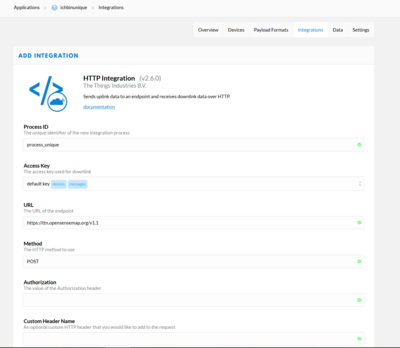 Applications
ichbinunique
Integrations
Overview Devices Payload Formats Integrations Data Settings
ADD INTEGRATION
HTTP Integration (v2.6.0)
The Things Industries B.V.
Sends uplink data to an endpoint and receives downlink data over HTTP.
documentation
Process ID
The unique identifier of the new integration process
process_unique
Access Key
The access key used for downlink
default key devices messages
URL
The URL of the endpoint
https://ttn.opensensemap.org/v1.1
Method
The HTTP method to use
POST
Authorization
The value of the Authorization header
Custom Header Name
An optional custom HTTP header that you would like to add to the request